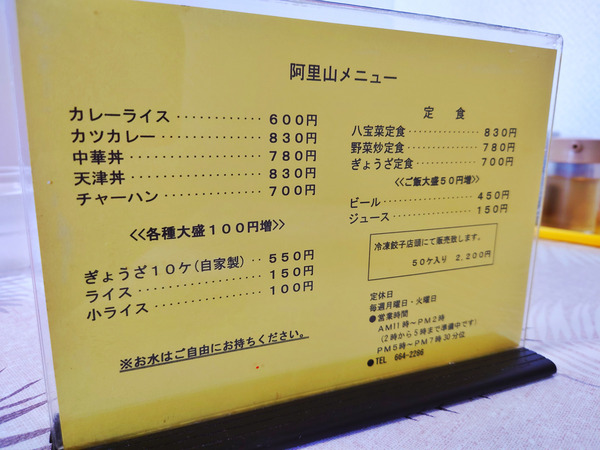 阿里山メニュー
カレーライス ………… 600円
カツカレー ………… 830円
中華丼 ………… 780円
天津丼 ………… 830円
チャーハン ………… 700円
≪各種大盛100円増≫
ぎょうざ10ケ(自家製) ‥ 550円
ライス ………… 150円
小ライス ………… 100円
※お水はご自由にお持ちください。
定 食
八宝菜定食 ………… 830円
野菜炒定食 ………… 780円
ぎょうざ定食 ………… 700円
≪ご飯大盛50円増≫
ビール ………… 450円
ジュース ………… 150円
冷凍餃子店頭にて販売致します。
50ケ入り 2,200円
定休日
毎週月曜日・火曜日
●営業時間
AM11時～PM2時
(2時から5時まで準備中です)
PM5時～PM7時30分位
●TEL 664-2286